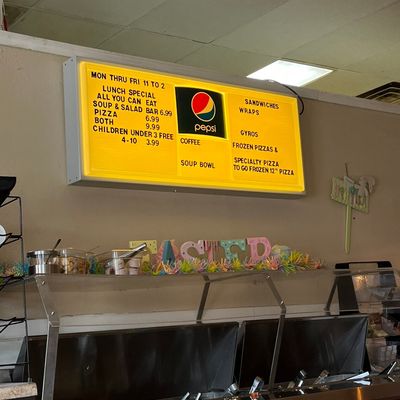 MON THRU FRI 11 TO 2
LUNCH SPECIAL
ALL YOU CAN EAT
SOUP & SALAD BAR 6.99
PIZZA 6.99
BOTH 9.99
CHILDREN UNDER 3 FREE
4-10 3.99
pepsi
COFFEE
SOUP BOWL
SANDWICHES
WRAPS
GYROS
FROZEN PIZZAS &
SPECIALTY PIZZA
TO GO FROZEN 12" PIZZA
EASTER